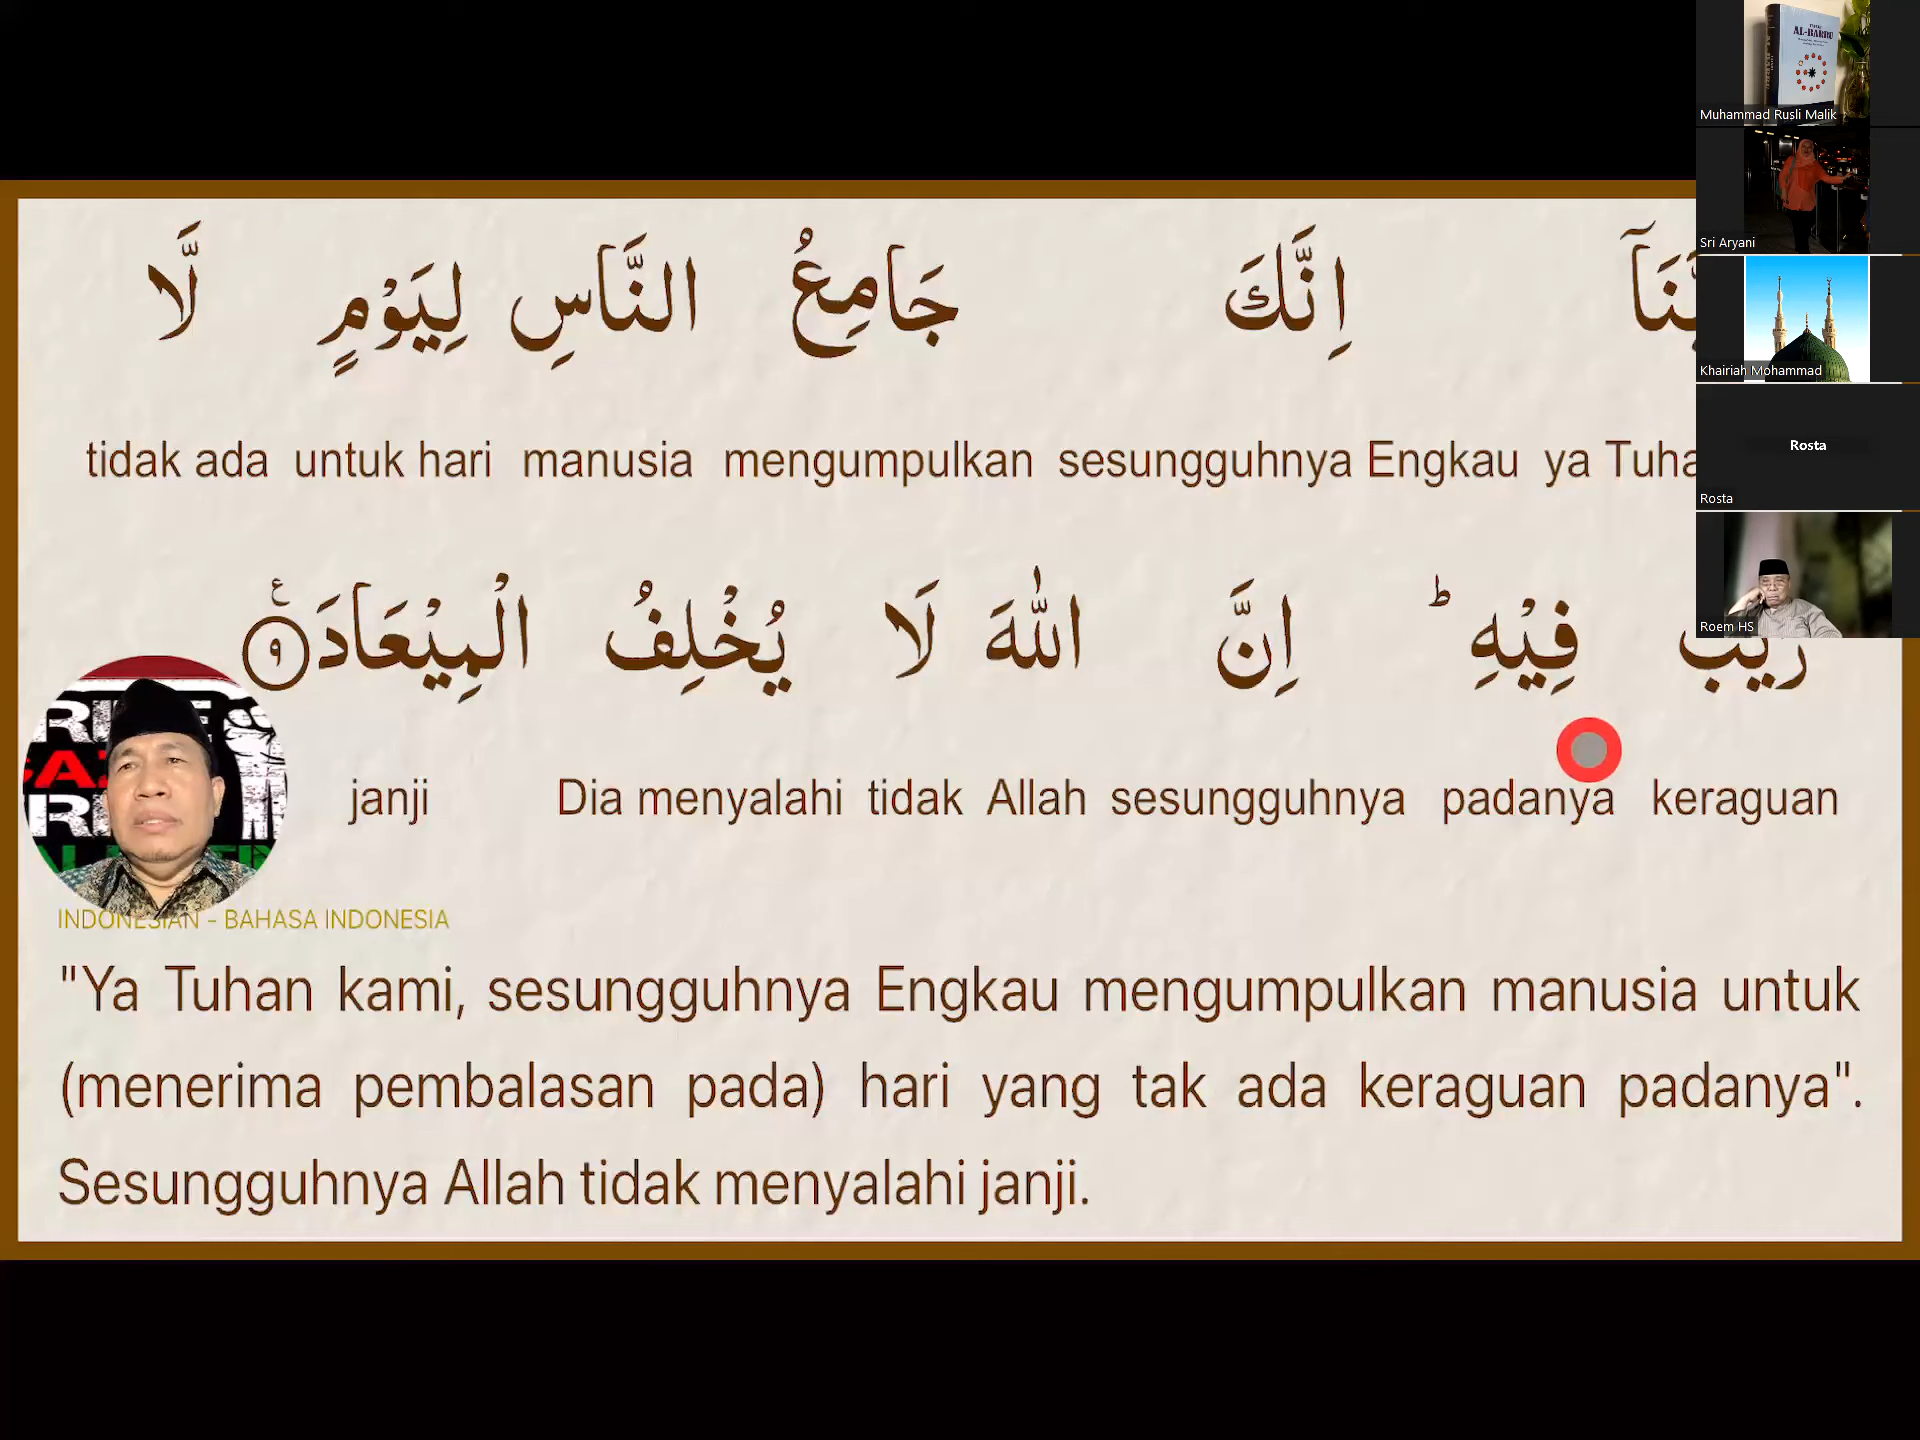 اِنَّكَ جَامِعُ النَّاسِ لِيَوْمٍ لَّا
tidak ada untuk hari manusia mengumpulkan sesungguhnya Engkau ya
رَيْبَ فِيْهِ ۗ اِنَّ اللّٰهَ لَا يُخْلِفُ الْمِيْعَادَ ࣖ ٩
janji Dia menyalahi tidak Allah sesungguhnya padanya keraguan
INDONESIAN - BAHASA INDONESIA
"Ya Tuhan kami, sesungguhnya Engkau mengumpulkan manusia untuk
(menerima pembalasan pada) hari yang tak ada keraguan padanya".
Sesungguhnya Allah tidak menyalahi janji.
AL-BARRU
Muhammad Rusli Malik
Sri Aryani
Khairiah Mohammad
Rosta
Rosta
Roem HS